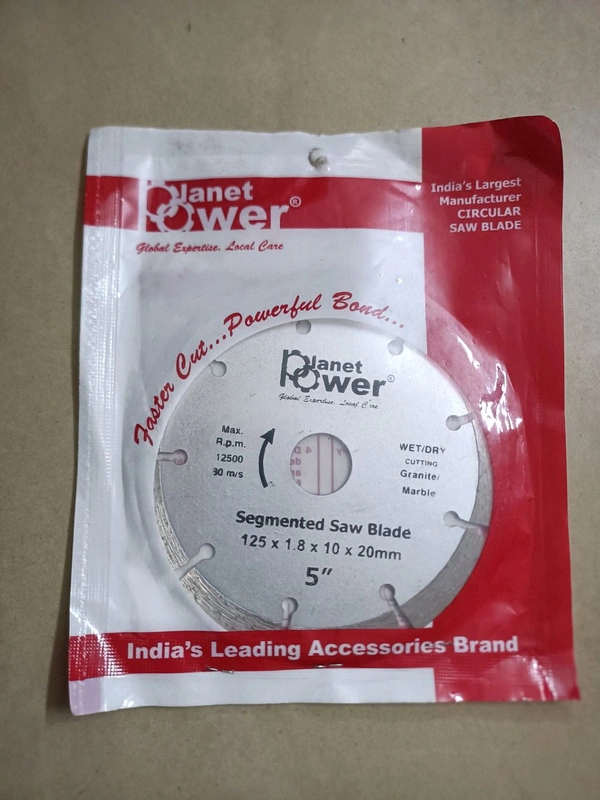 Planet
Power®
Global Expertise. Local Care
India's Largest
Manufacturer
CIRCULAR
SAW BLADE
Faster Cut...Powerful Bond...
Planet
Power®
Global Expertise. Local Care
Max.
R.p.m.
12500
80 m/s
WET/DRY
CUTTING
Granite/
Marble
Segmented Saw Blade
125 x 1.8 x 10 x 20mm
5"
India's Leading Accessories Brand